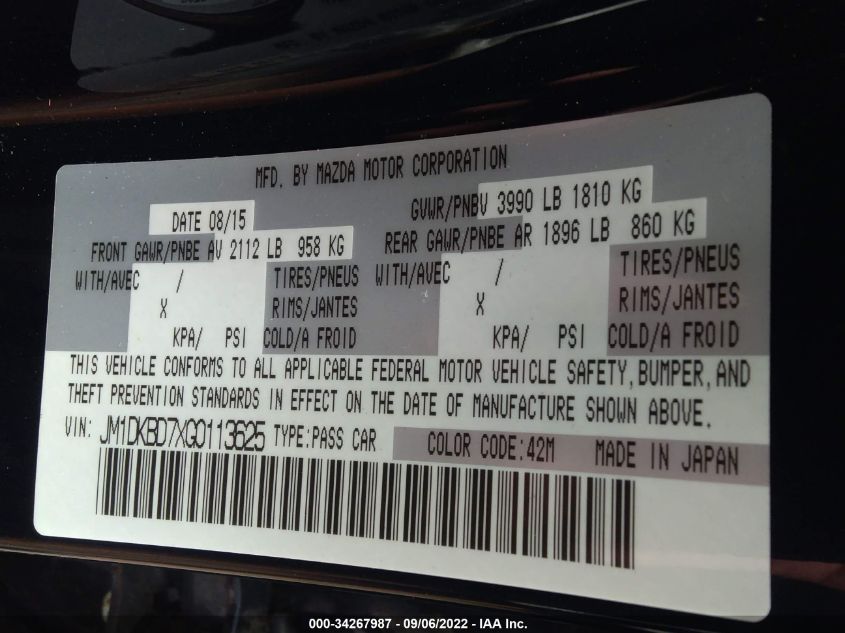 MFD. BY MAZDA MOTOR CORPORATION
DATE 08/15 GVWR/PNBV 3990 LB 1810 KG
FRONT GAWR/PNBE AV 2112 LB 958 KG REAR GAWR/PNBE AR 1896 LB 860 KG
WITH/AVEC / TIRES/PNEUS WITH/AVEC / TIRES/PNEUS
X RIMS/JANTES X RIMS/JANTES
KPA/ PSI COLD/A FROID KPA/ PSI COLD/A FROID
THIS VEHICLE CONFORMS TO ALL APPLICABLE FEDERAL MOTOR VEHICLE SAFETY, BUMPER, AND
THEFT PREVENTION STANDARDS IN EFFECT ON THE DATE OF MANUFACTURE SHOWN ABOVE.
VIN: JM1DKBD7XG0113625 TYPE:PASS CAR COLOR CODE:42M MADE IN JAPAN
000-34267987 - 09/06/2022 - IAA Inc.